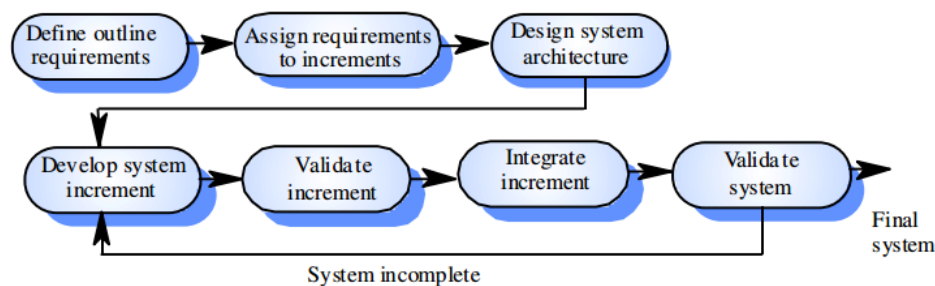 Define outline
requirements
Assign requirements
to increments
Design system
architecture
Develop system
increment
Validate
increment
Integrate
increment
Validate
system
Final
system
System incomplete